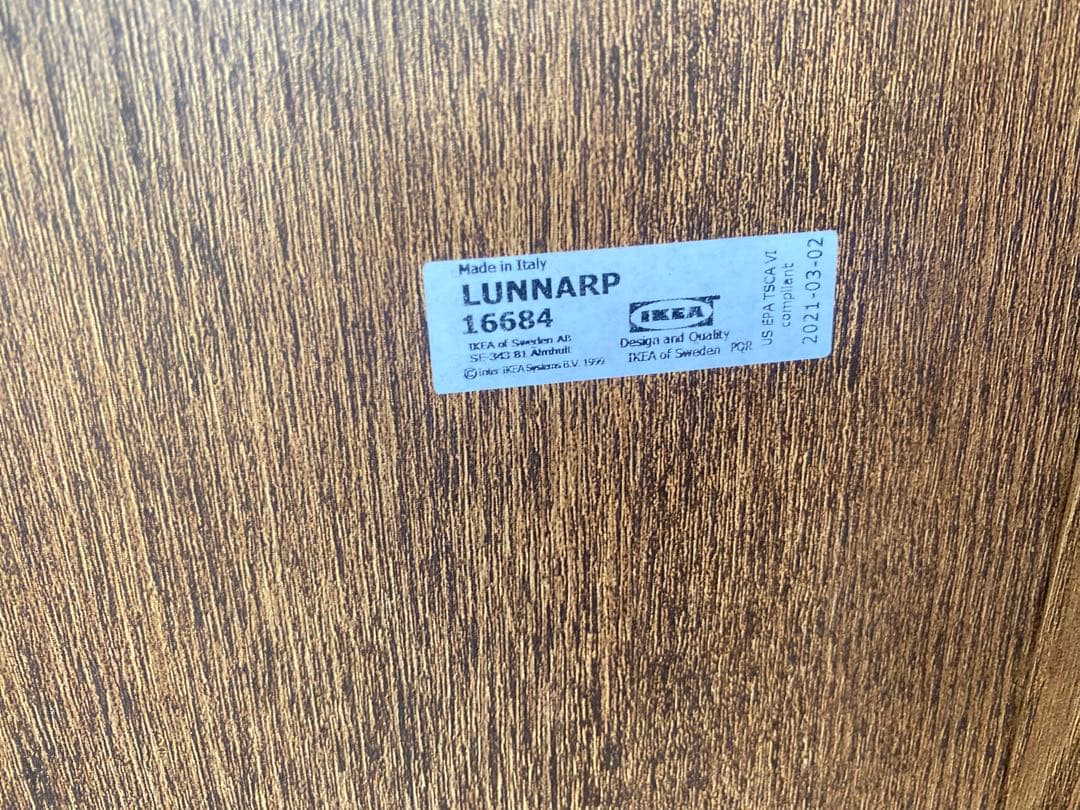 Made in Italy
LUNNARP
16684
IKEA of Sweden AB
SE-343 81 Älmhult
© Inter IKEA Systems B.V. 1999
IKEA
Design and Quality
IKEA of Sweden
PQR
US EPA TSCA VI
compliant
2021-03-02